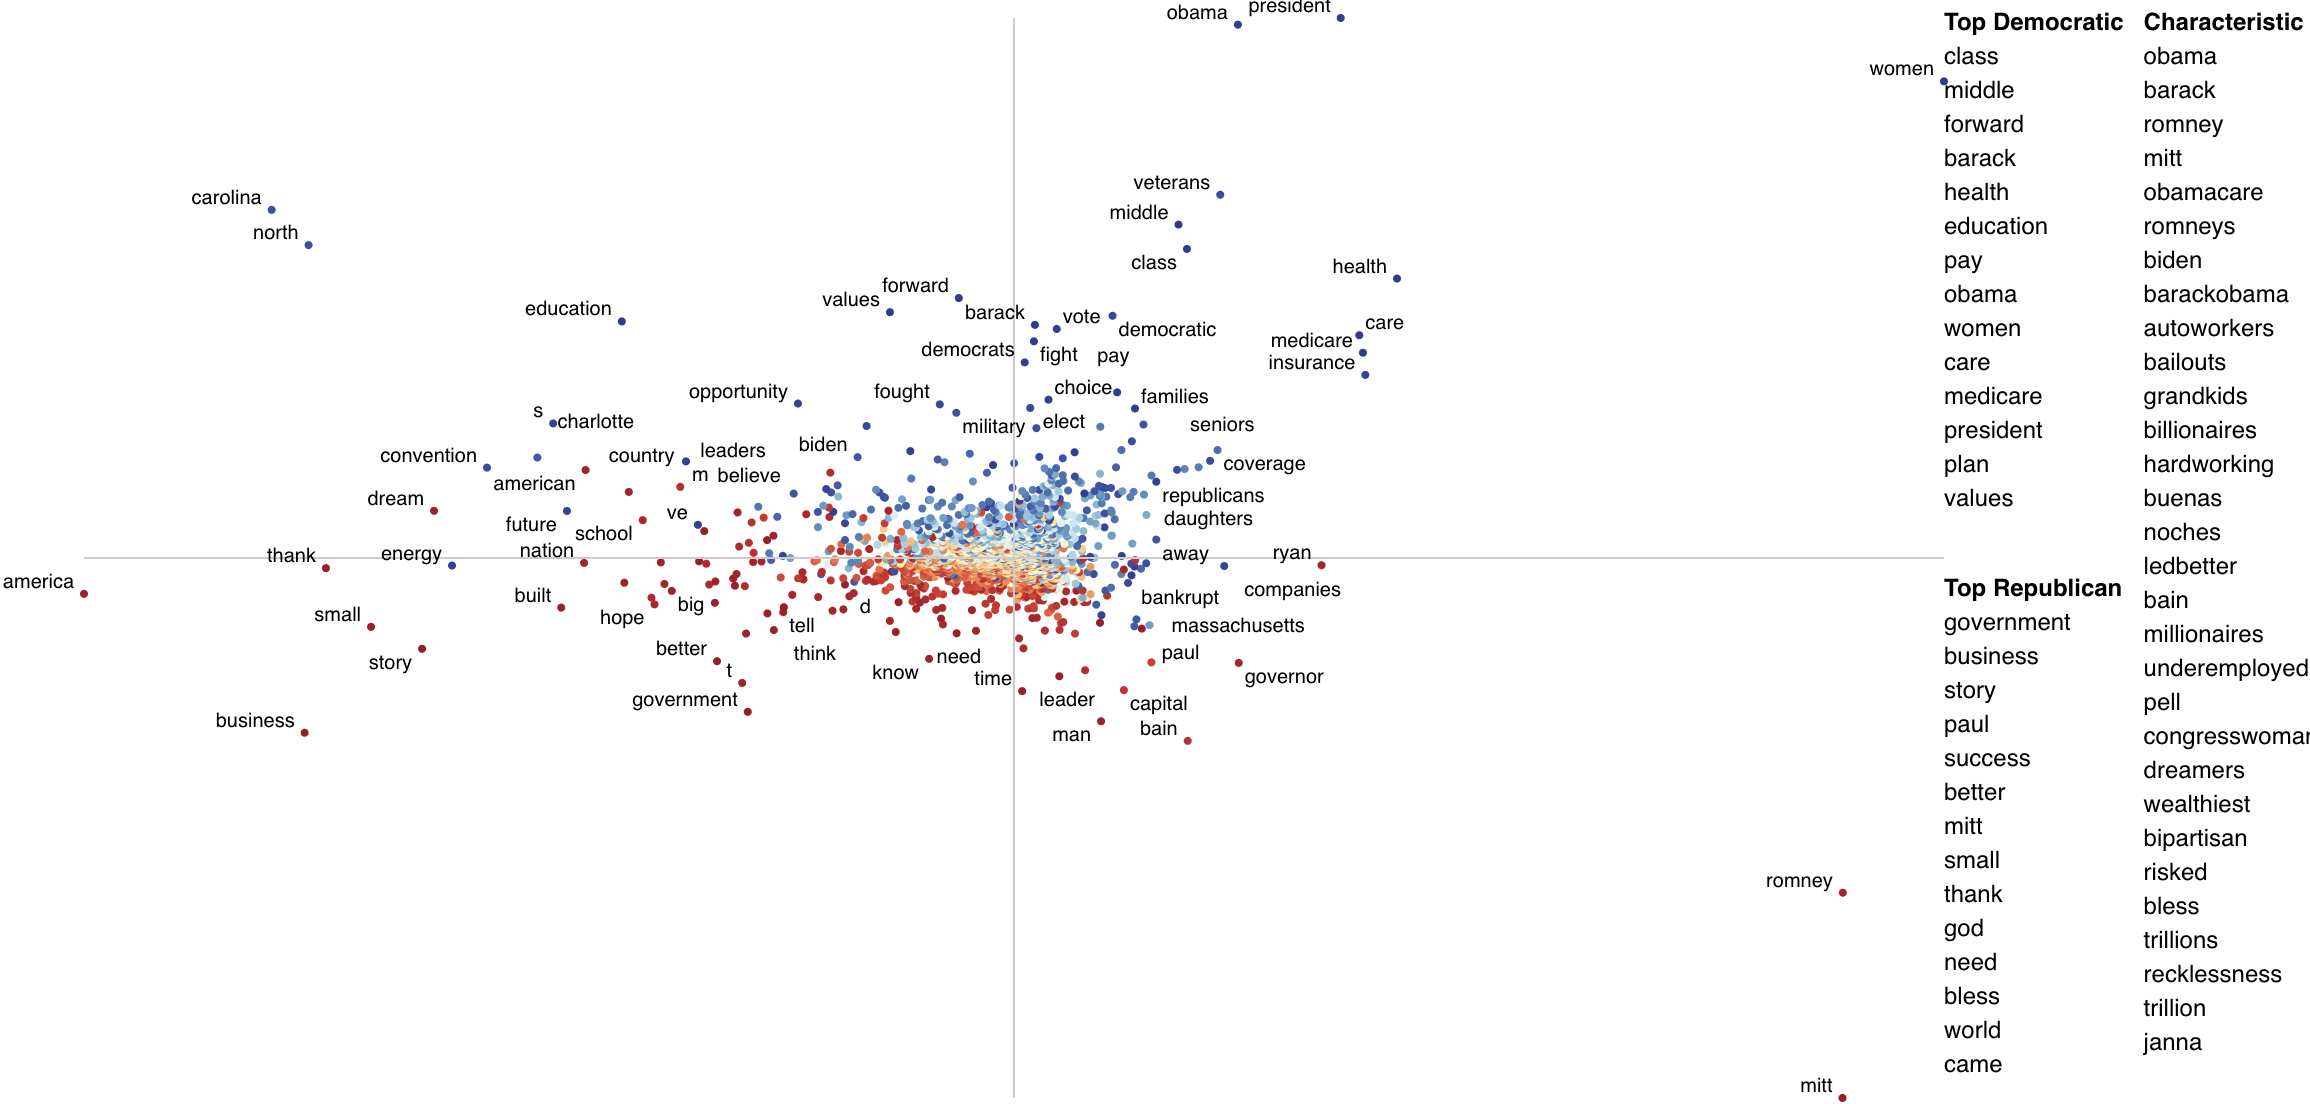 obama
president
women
carolina
north
veterans
middle
class
health
education
values
forward
barack
vote
democratic
care
democrats
fight
pay
medicare
insurance
opportunity
fought
choice
families
s
charlotte
military
elect
seniors
convention
country
leaders
biden
coverage
american
m
believe
dream
republicans
future
school
ve
daughters
thank
energy
nation
away
ryan
america
built
hope
big
d
bankrupt
companies
small
tell
massachusetts
story
better
t
think
know
need
time
paul
governor
government
leader
capital
business
man
bain
romney
mitt
Top Democratic
class
middle
forward
barack
health
education
pay
obama
women
care
medicare
president
plan
values
Top Republican
government
business
story
paul
success
better
mitt
small
thank
god
need
bless
world
came
Characteristic
obama
barack
romney
mitt
obamacare
romneys
biden
barackobama
autoworkers
bailouts
grandkids
billionaires
hardworking
buenas
noches
ledbetter
bain
millionaires
underemployed
pell
congresswoman
dreamers
wealthiest
bipartisan
risked
bless
trillions
recklessness
trillion
janna